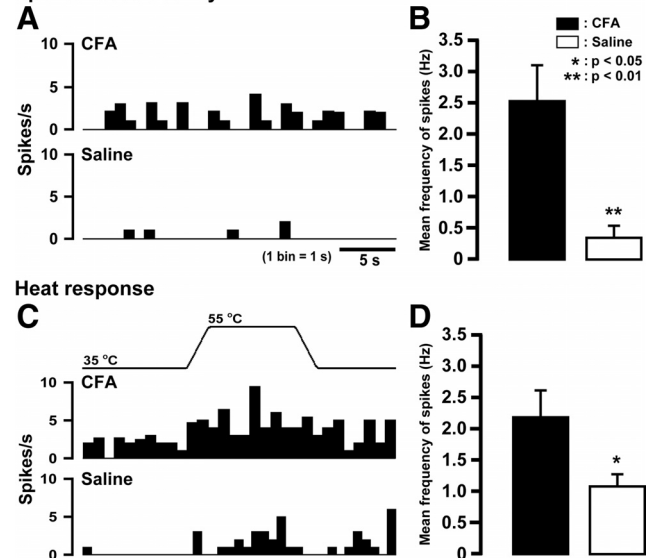 A
CFA
10
5
0
Spikes/s
Saline
10
5
0
(1 bin = 1 s)
5 s
B
: CFA
: Saline
* : p < 0.05
** : p < 0.01
Mean frequency of spikes (Hz)
3.5
3.0
2.5
2.0
1.5
1.0
0.5
0
**
Heat response
C
55 °C
35 °C
CFA
10
5
0
Spikes/s
Saline
10
5
0
D
Mean frequency of spikes (Hz)
3.5
3.0
2.5
2.0
1.5
1.0
0.5
0
*